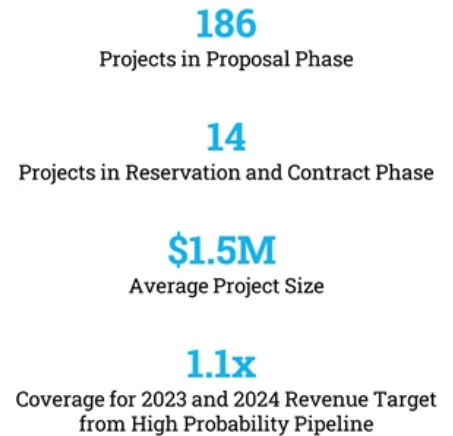 186
Projects in Proposal Phase
14
Projects in Reservation and Contract Phase
$1.5M
Average Project Size
1.1x
Coverage for 2023 and 2024 Revenue Target
from High Probability Pipeline